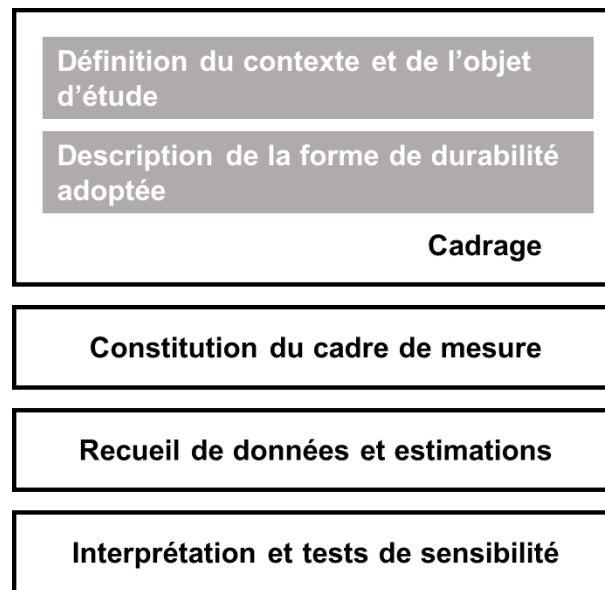 Définition du contexte et de l’objet
d’étude
Description de la forme de durabilité
adoptée
Cadrage
Constitution du cadre de mesure
Recueil de données et estimations
Interprétation et tests de sensibilité